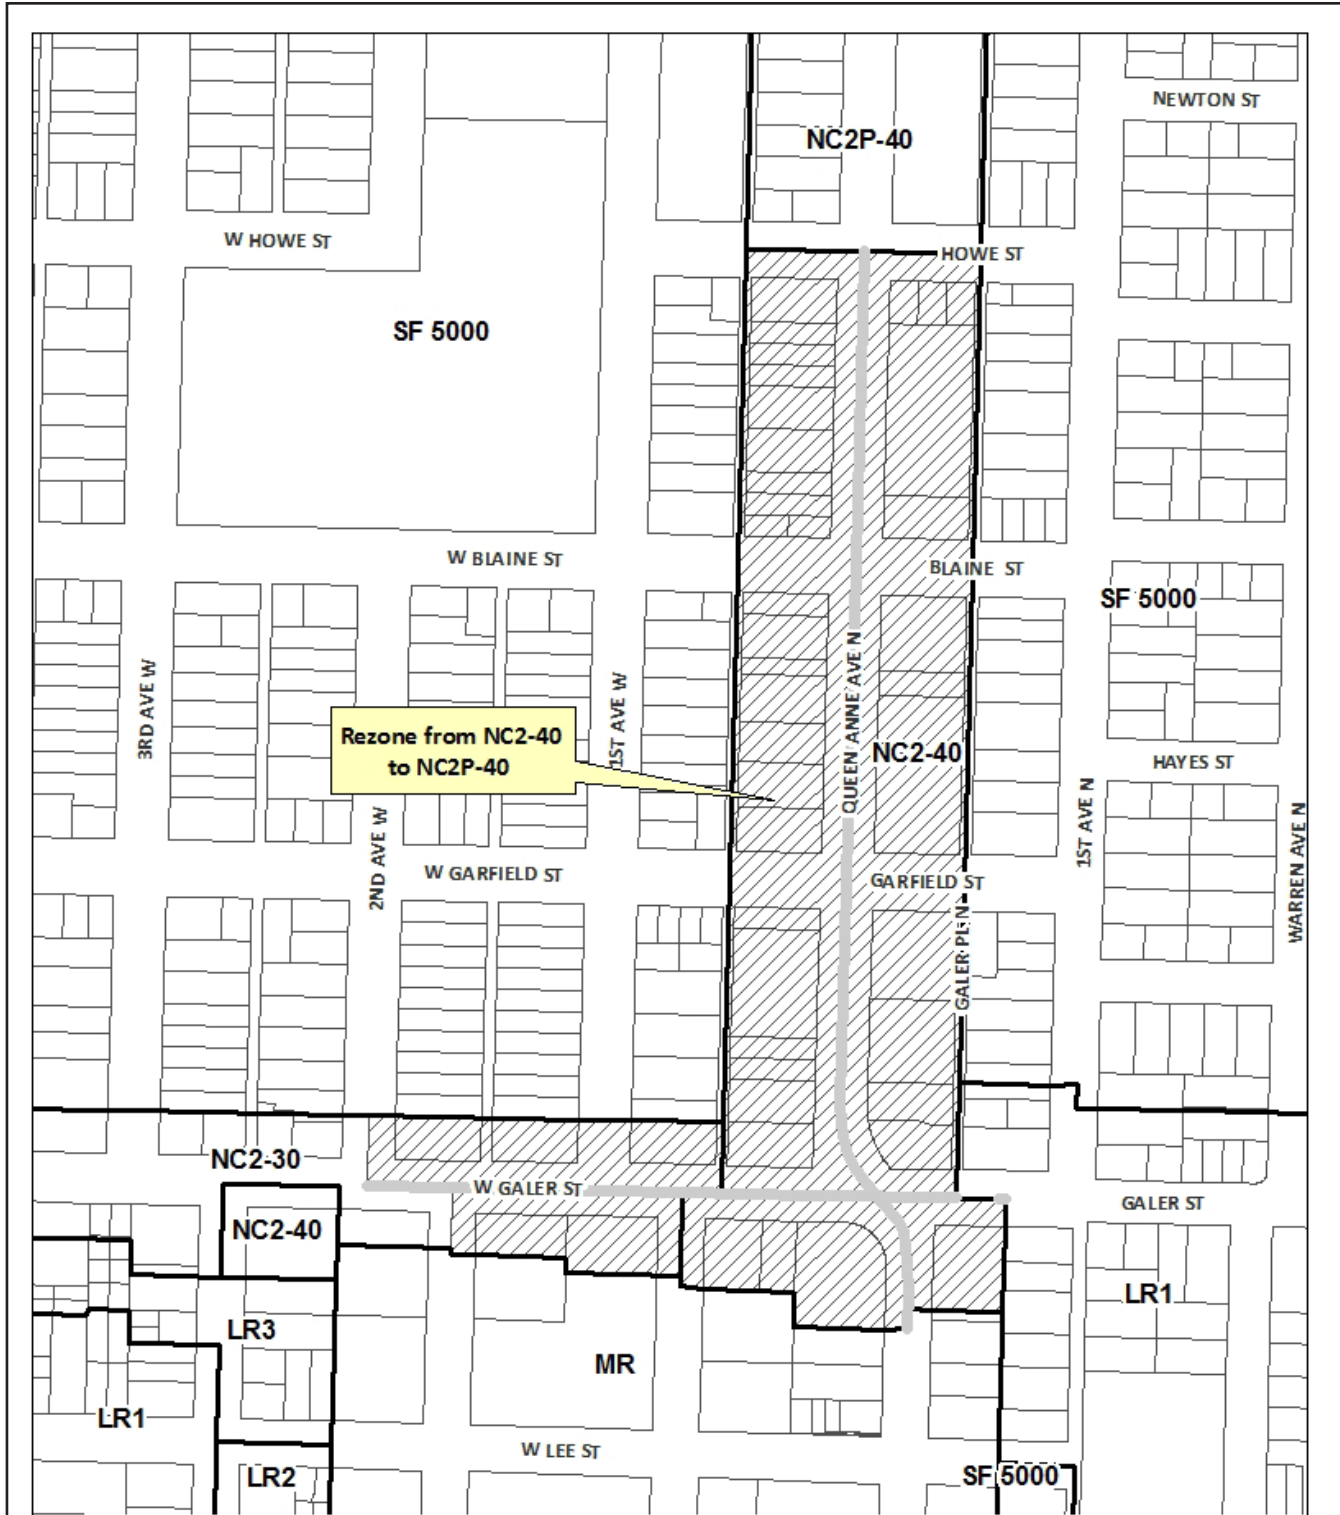 NEWTON ST
NC2P-40
W HOWE ST
HOWE ST
SF 5000
W BLAINE ST
BLAINE ST
SF 5000
3RD AVE W
1ST AVE W
QUEEN ANNE AVE N
Rezone from NC2-40
to NC2P-40
NC2-40
HAYES ST
2ND AVE W
1ST AVE N
WARREN AVE N
W GARFIELD ST
GARFIELD ST
GALER PL N
NC2-30
W GALER ST
GALER ST
NC2-40
LR1
LR3
MR
LR1
W LEE ST
LR2
SF 5000